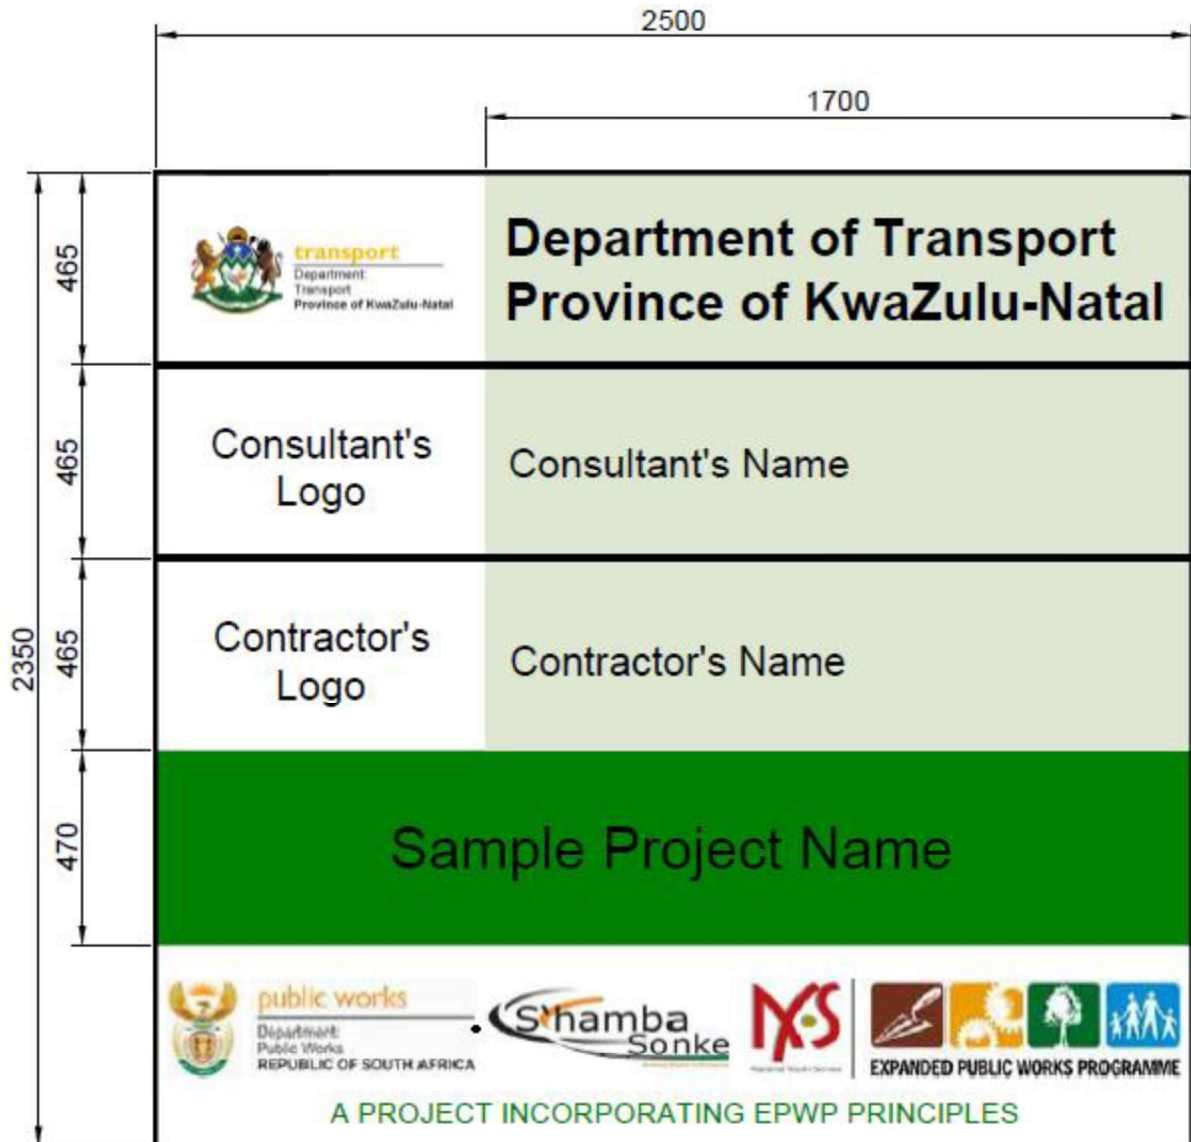 2500
1700
2350
465
transport
Department:
Transport
Province of KwaZulu-Natal
Department of Transport
Province of KwaZulu-Natal
465
Consultant's
Logo
Consultant's Name
465
Contractor's
Logo
Contractor's Name
470
Sample Project Name
public works
Department:
Public Works
REPUBLIC OF SOUTH AFRICA
S'hamba
Sonke
NYS
EXPANDED PUBLIC WORKS PROGRAMME
A PROJECT INCORPORATING EPWP PRINCIPLES